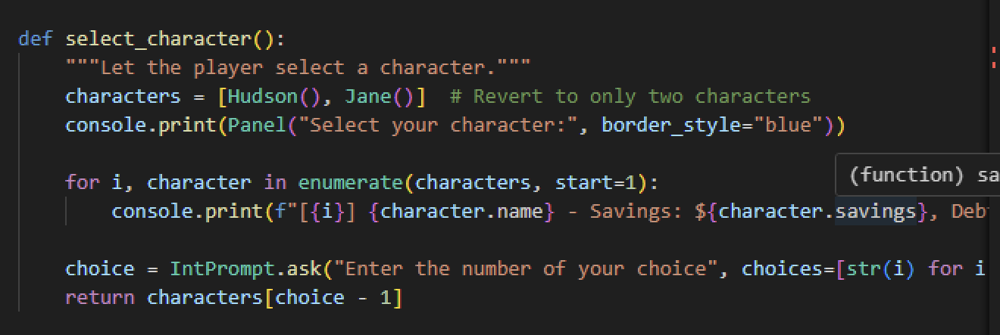 def select_character():
    """Let the player select a character."""
    characters = [Hudson(), Jane()]  # Revert to only two characters
    console.print(Panel("Select your character:", border_style="blue"))
    for i, character in enumerate(characters, start=1):
(function) sa
        console.print(f"[{i}] {character.name} - Savings: ${character.savings}, Deb
    choice = IntPrompt.ask("Enter the number of your choice", choices=[str(i) for i
    return characters[choice - 1]